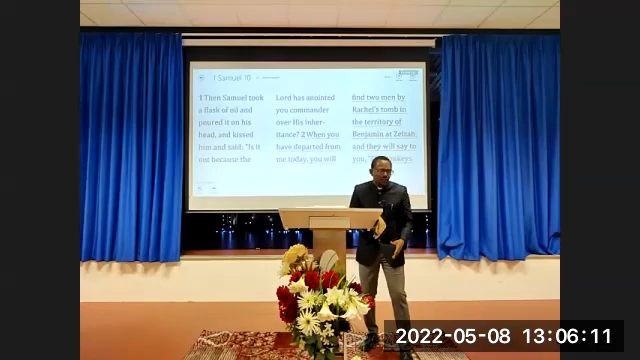 1 Samuel 10
1 Then Samuel took
a flask of oil and
poured it on his
head, and kissed
him and said: "Is it
not because the
Lord has anointed
you commander
over His inher-
itance? 2 When you
have departed from
me today, you will
find two men by
Rachel's tomb in
the territory of
Benjamin at Zelzah;
and they will say to
you,
2022-05-08 13:06:11